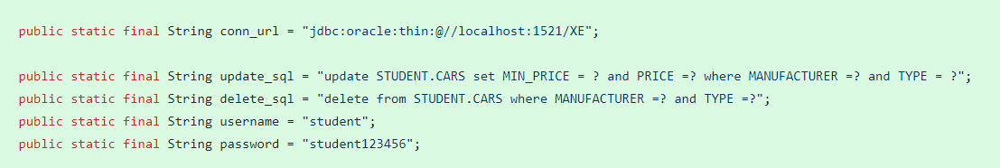 public static final String conn_url = "jdbc:oracle:thin:@//localhost:1521/XE";
public static final String update_sql = "update STUDENT.CARS set MIN_PRICE = ? and PRICE =? where MANUFACTURER =? and TYPE = ?";
public static final String delete_sql = "delete from STUDENT.CARS where MANUFACTURER =? and TYPE =?";
public static final String username = "student";
public static final String password = "student123456";